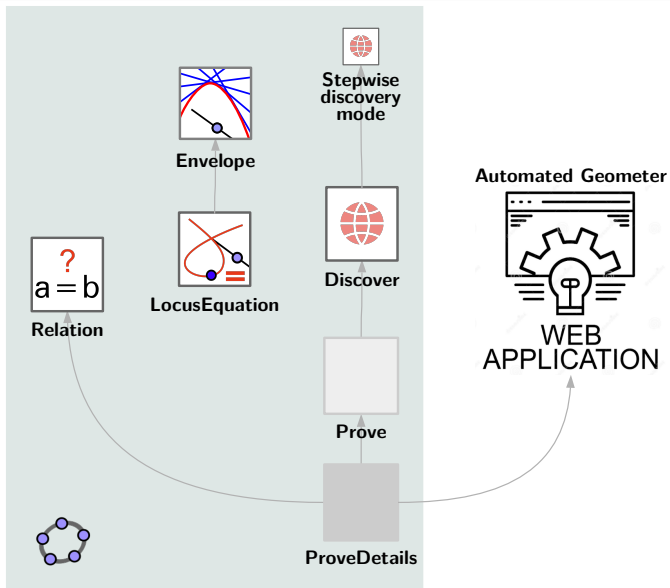 Stepwise
discovery
mode
Envelope
Automated Geometer
?
a=b
Relation
LocusEquation
Discover
WEB
APPLICATION
Prove
ProveDetails